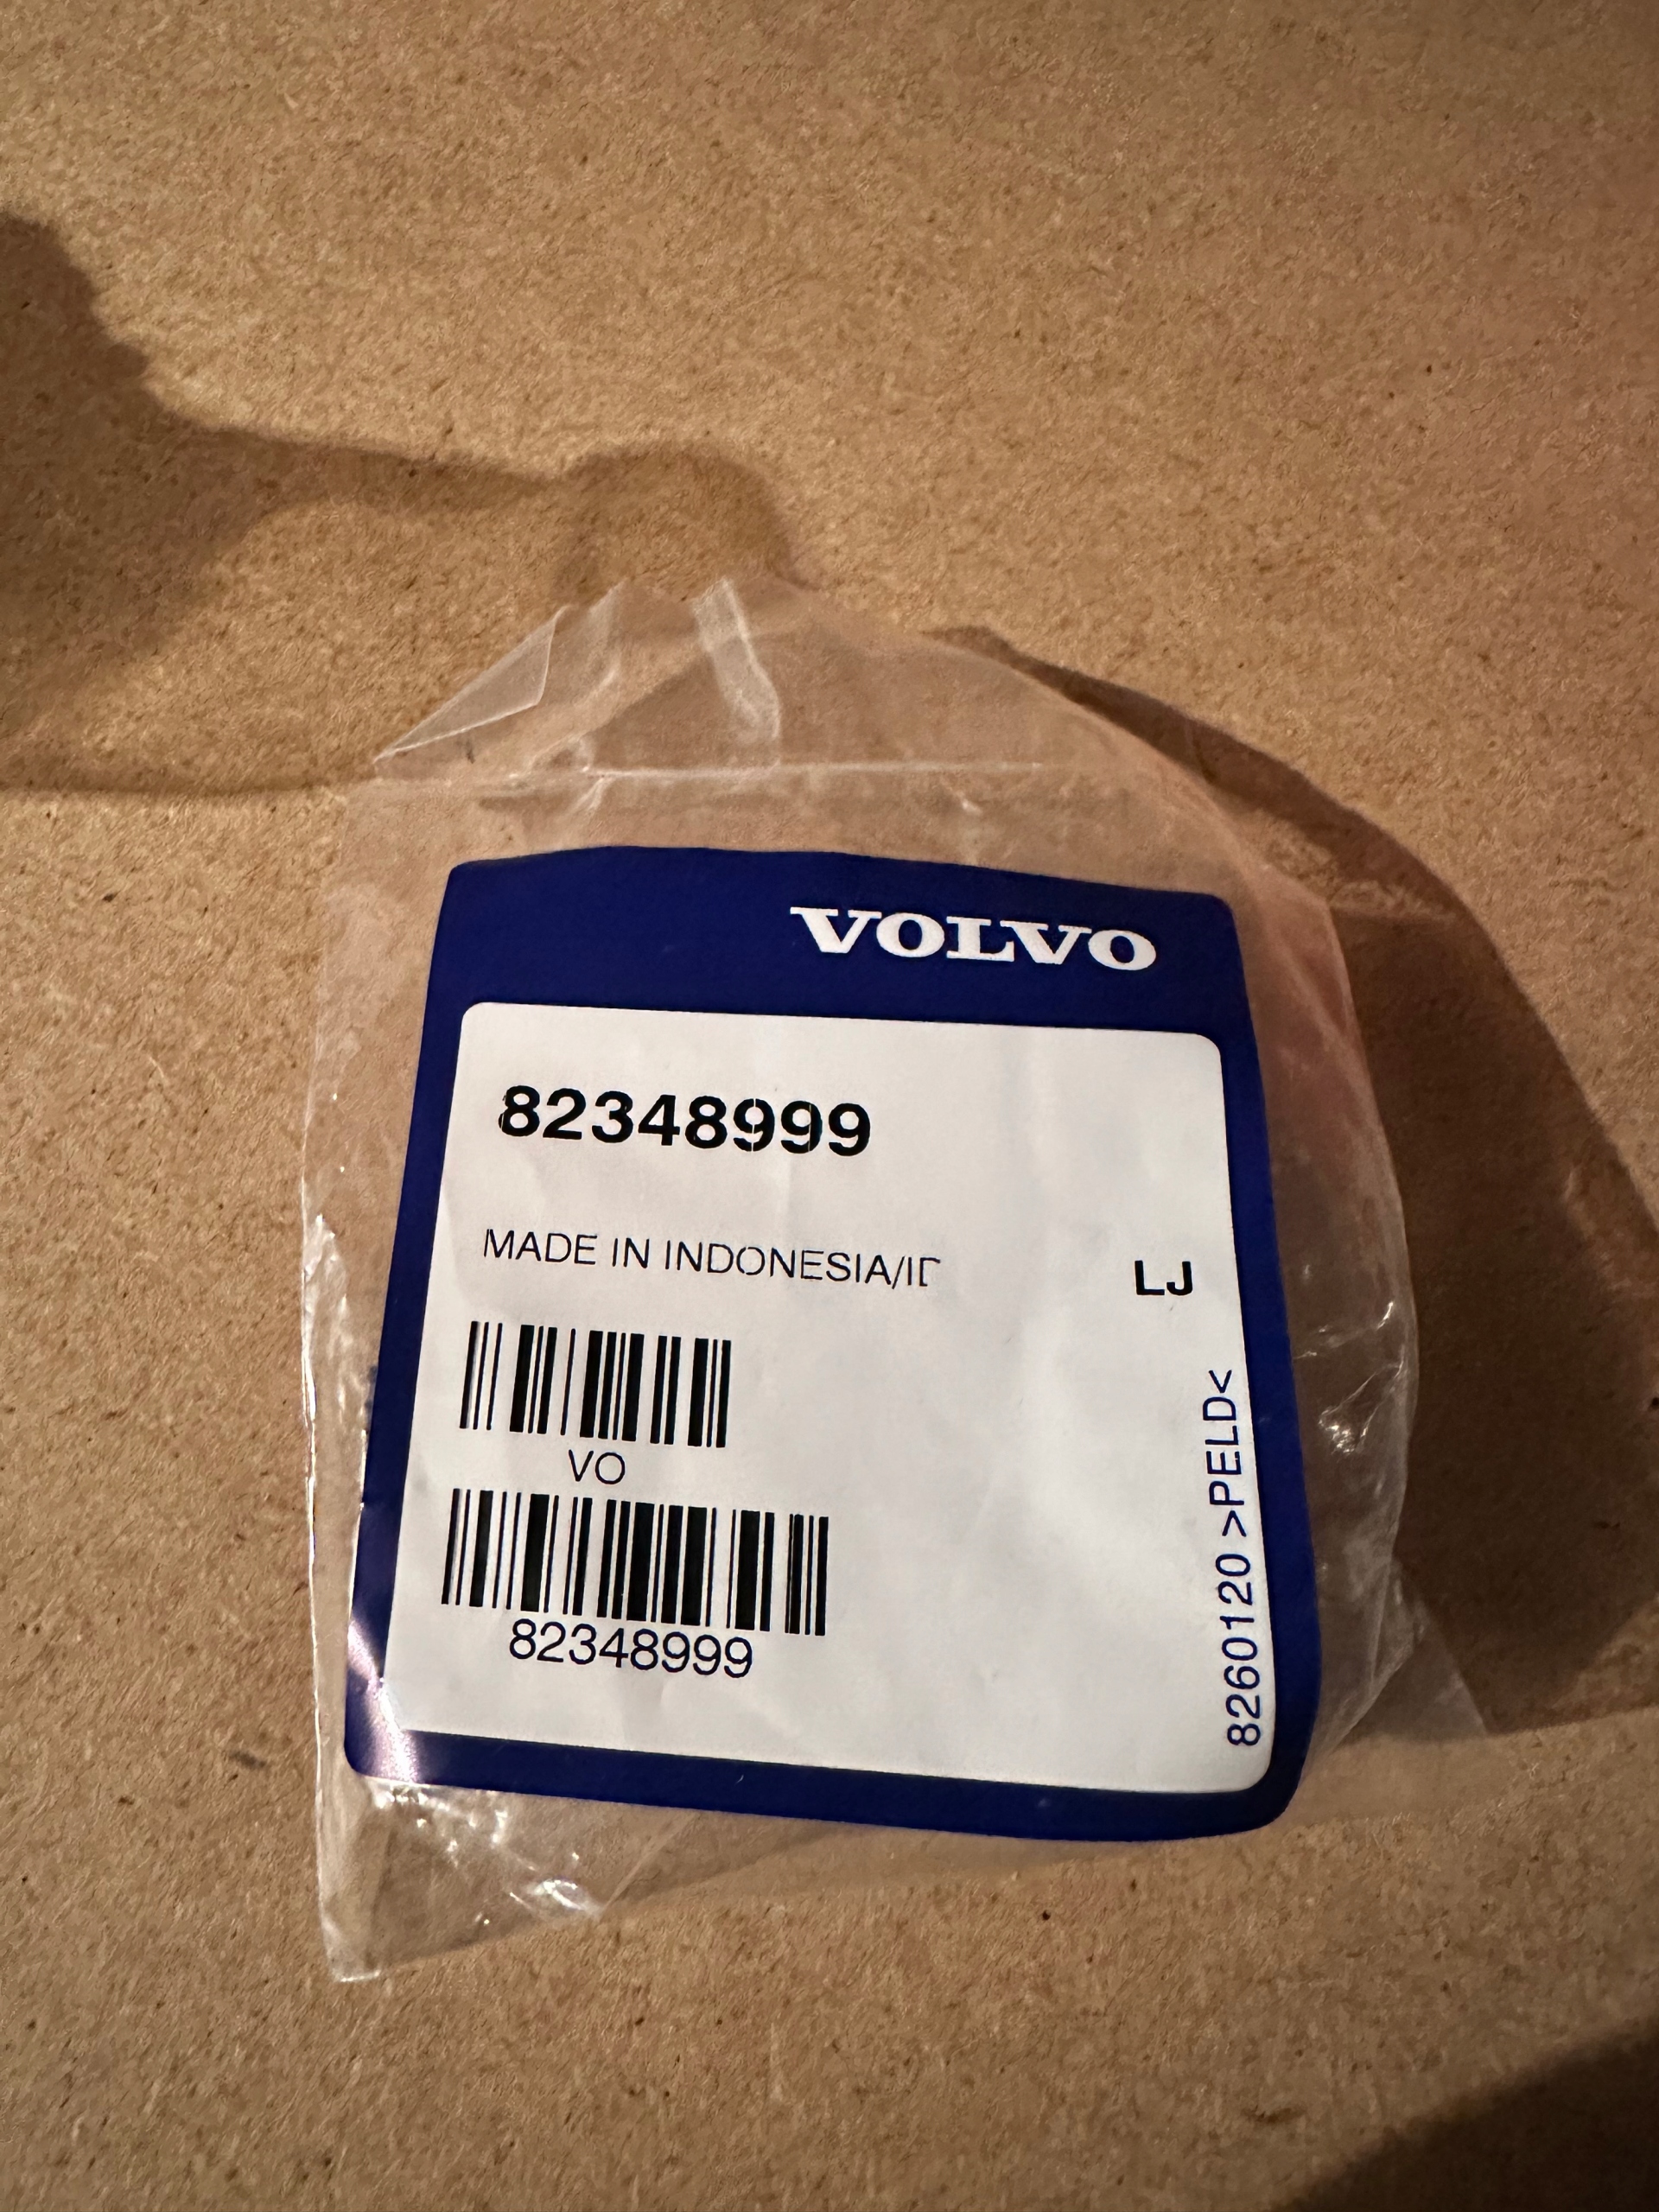 VOLVO
82348999
MADE IN INDONESIA/ID
LJ
VO
82348999
8260120 >PELD<